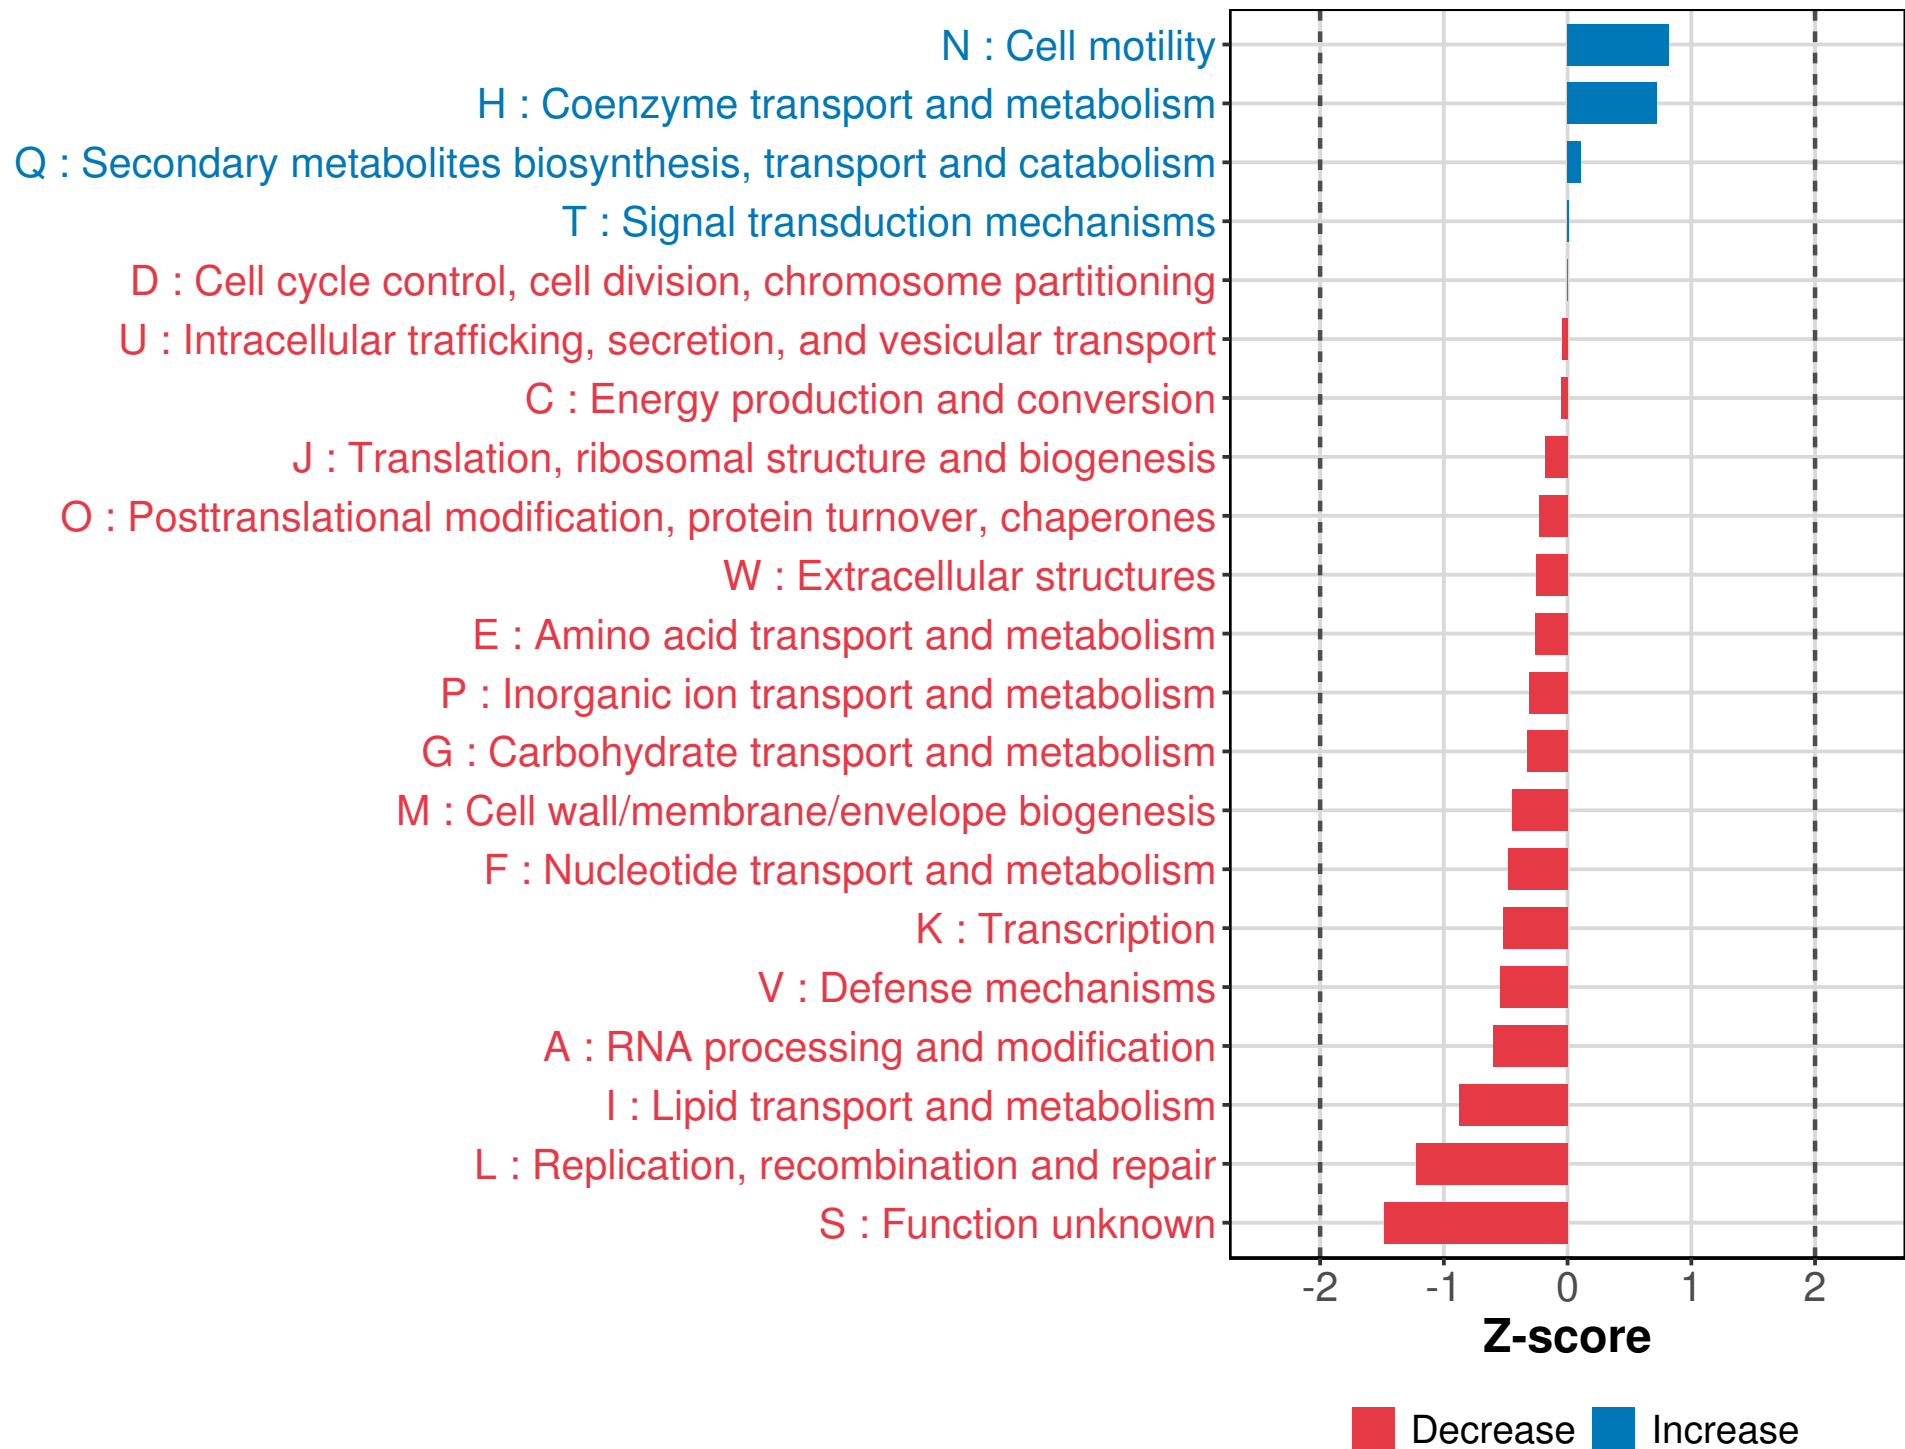 N : Cell motility
H : Coenzyme transport and metabolism
Q : Secondary metabolites biosynthesis, transport and catabolism
T : Signal transduction mechanisms
D : Cell cycle control, cell division, chromosome partitioning
U : Intracellular trafficking, secretion, and vesicular transport
C : Energy production and conversion
J : Translation, ribosomal structure and biogenesis
O : Posttranslational modification, protein turnover, chaperones
W : Extracellular structures
E : Amino acid transport and metabolism
P : Inorganic ion transport and metabolism
G : Carbohydrate transport and metabolism
M : Cell wall/membrane/envelope biogenesis
F : Nucleotide transport and metabolism
K : Transcription
V : Defense mechanisms
A : RNA processing and modification
I : Lipid transport and metabolism
L : Replication, recombination and repair
S : Function unknown
-2 -1 0 1 2
Z-score
Decrease Increase